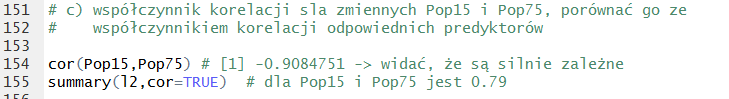 151 # c) współczynnik korelacji sla zmiennych Pop15 i Pop75, porównać go ze
152 #    współczynnikiem korelacji odpowiednich predyktorów
153
154 cor(Pop15,Pop75) # [1] -0.9084751 -> widać, że są silnie zależne
155 summary(l2,cor=TRUE)  # dla Pop15 i Pop75 jest 0.79